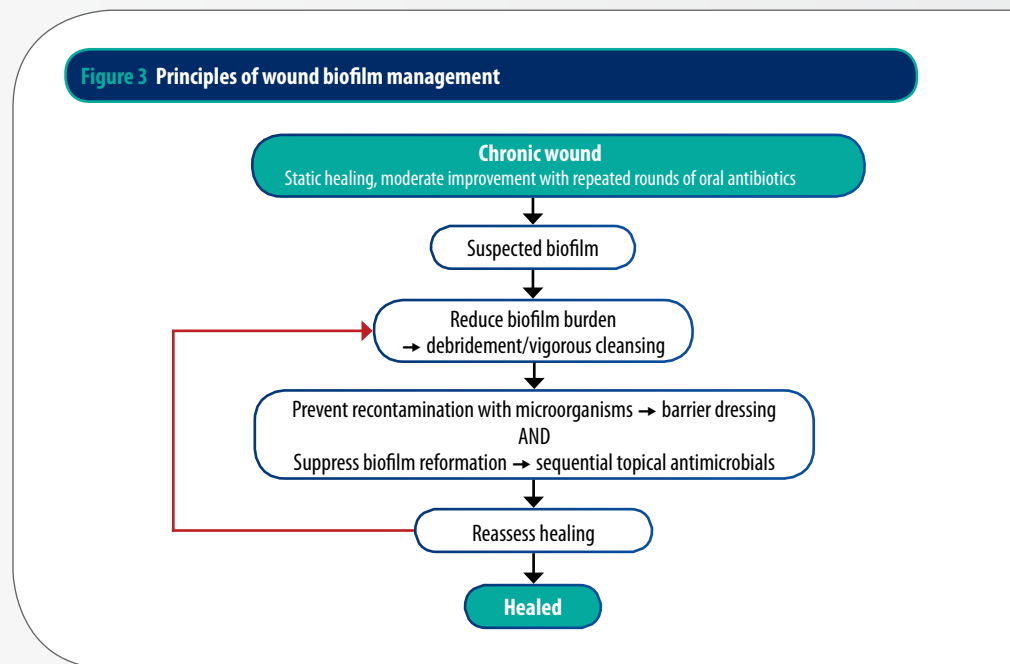 Figure 3 Principles of wound biofilm management
Chronic wound
Static healing, moderate improvement with repeated rounds of oral antibiotics
Suspected biofilm
Reduce biofilm burden
→ debridement/vigorous cleansing
Prevent recontamination with microorganisms → barrier dressing
AND
Suppress biofilm reformation → sequential topical antimicrobials
Reassess healing
Healed